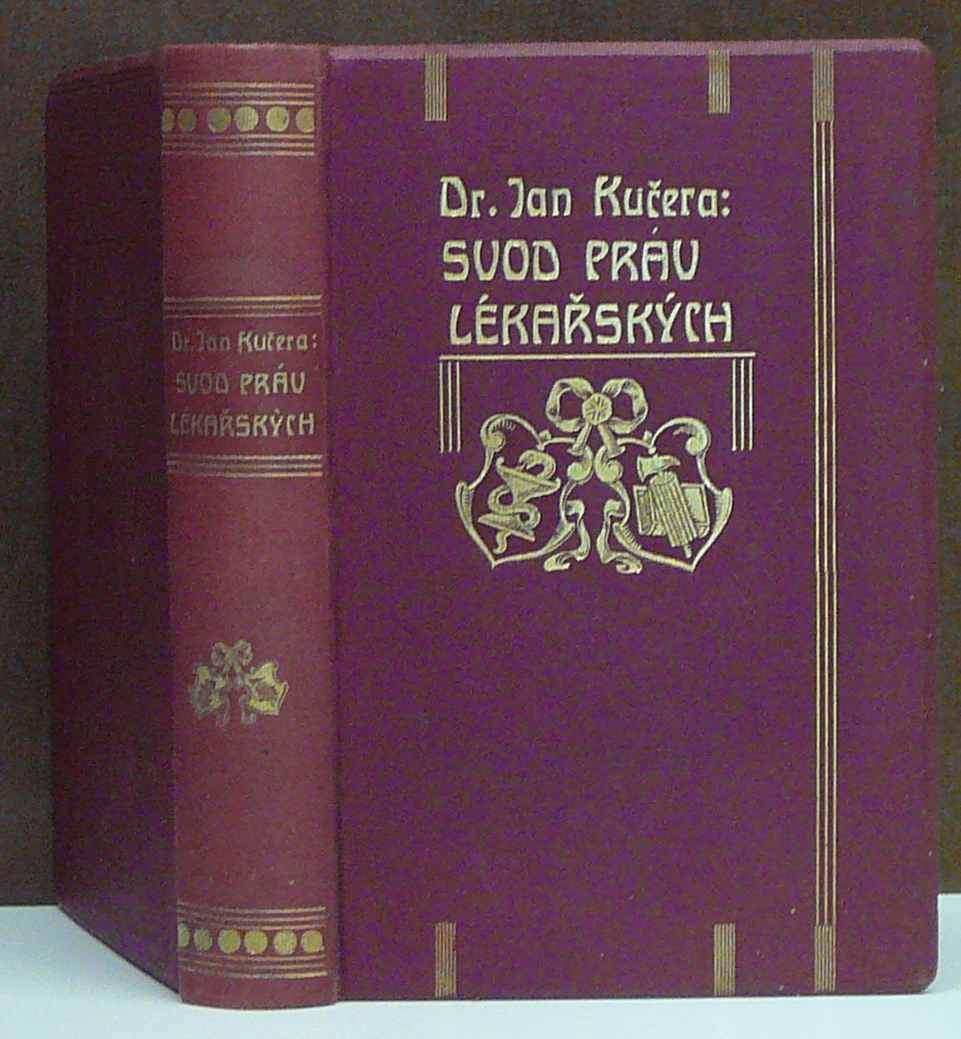 Dr. Jan Kučera:
SVOD PRÁV
LÉKAŘSKÝCH
Dr. Jan Kučera:
SVOD PRÁV
LÉKAŘSKÝCH